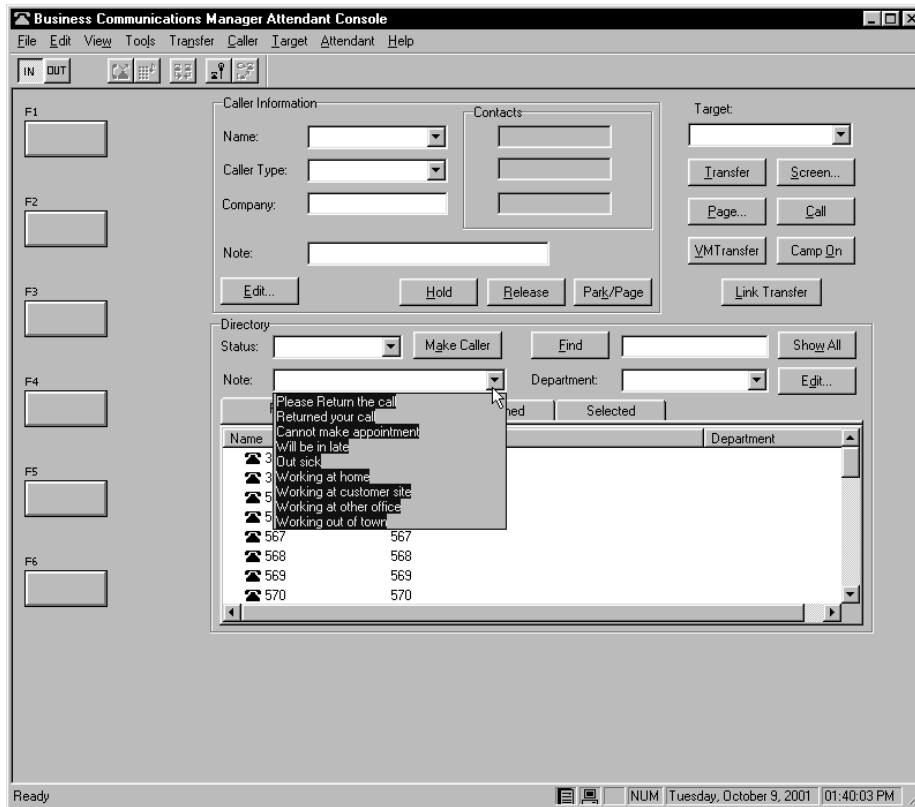 Business Communications Manager Attendant Console
File Edit View Tools Transfer Caller Target Attendant Help
IN OUT
F1
F2
F3
F4
F5
F6
Caller Information
Name:
Caller Type:
Company:
Note:
Contacts
Edit... Hold Release Park/Page
Target:
Transfer Screen...
Page... Call
VMTransfer Camp On
Link Transfer
Directory
Status: Make Caller Find Show All
Note: Department: Edit...
Please Return the call
Returned your call
Cannot make appointment
Will be in late
Out sick
Working at home
Working at customer site
Working at other office
Working out of town
Selected
Name Department
567 567
568 568
569 569
570 570
Ready NUM Tuesday, October 9, 2001 01:40:03 PM